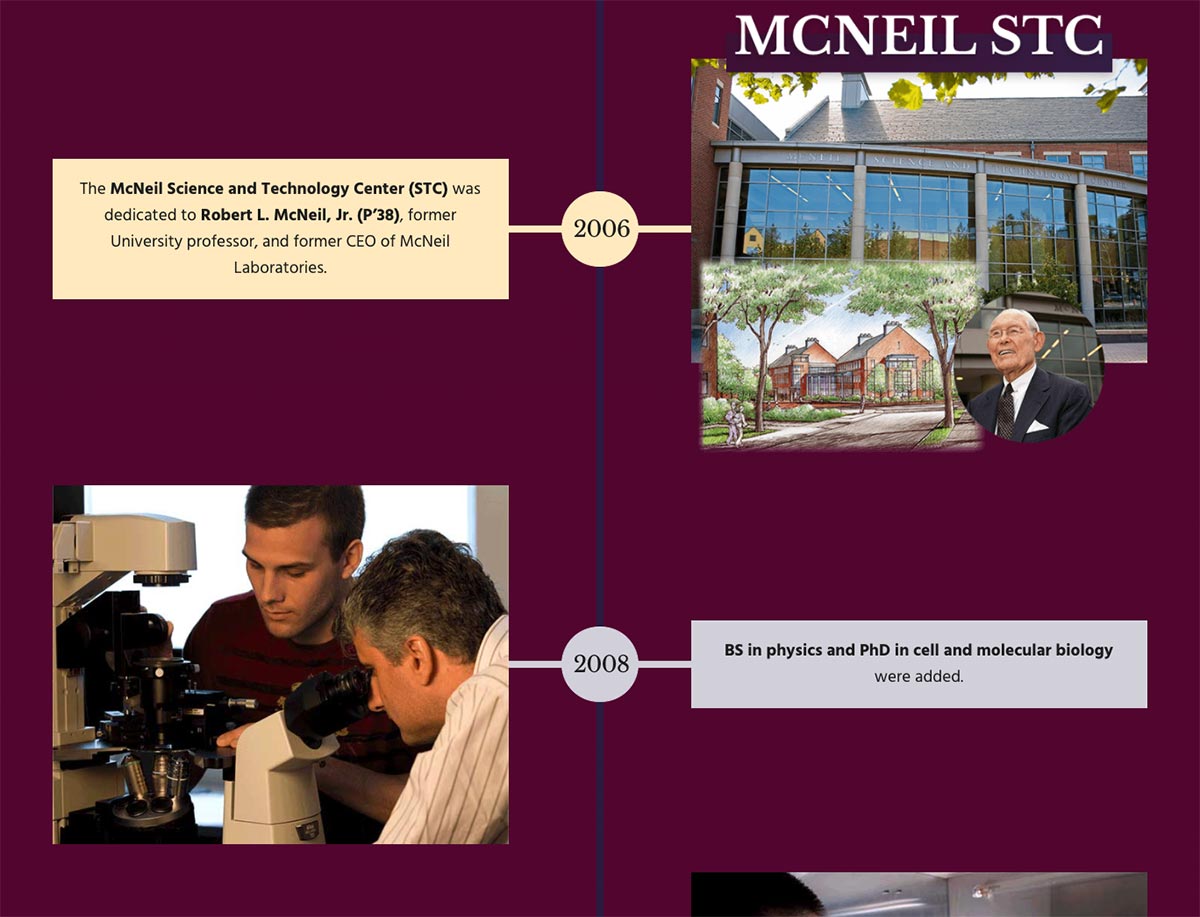 MCNEIL STC
MCNEIL SCIENCE AND TECHNOLOGY CENTER
The McNeil Science and Technology Center (STC) was
dedicated to Robert L. McNeil, Jr. (P’38), former
University professor, and former CEO of McNeil
Laboratories.
2006
2008
BS in physics and PhD in cell and molecular biology
were added.